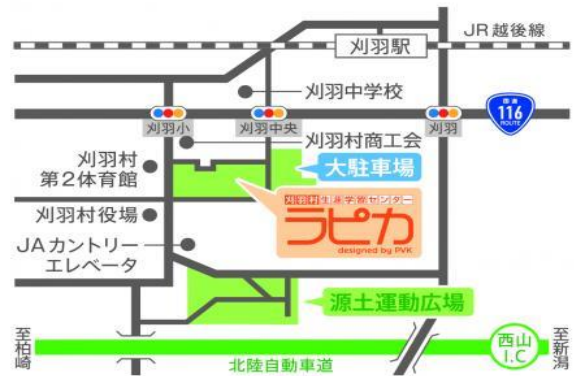 JR越後線
刈羽駅
刈羽中学校
国道
116
ROUTE
刈羽小
刈羽中央
刈羽
刈羽村商工会
刈羽村
第2体育館
大駐車場
刈羽村生涯学習センター
ラピカ
designed by PVK
刈羽村役場
JAカントリー
エレベータ
源土運動広場
至柏崎
西山
I.C
至新潟
北陸自動車道